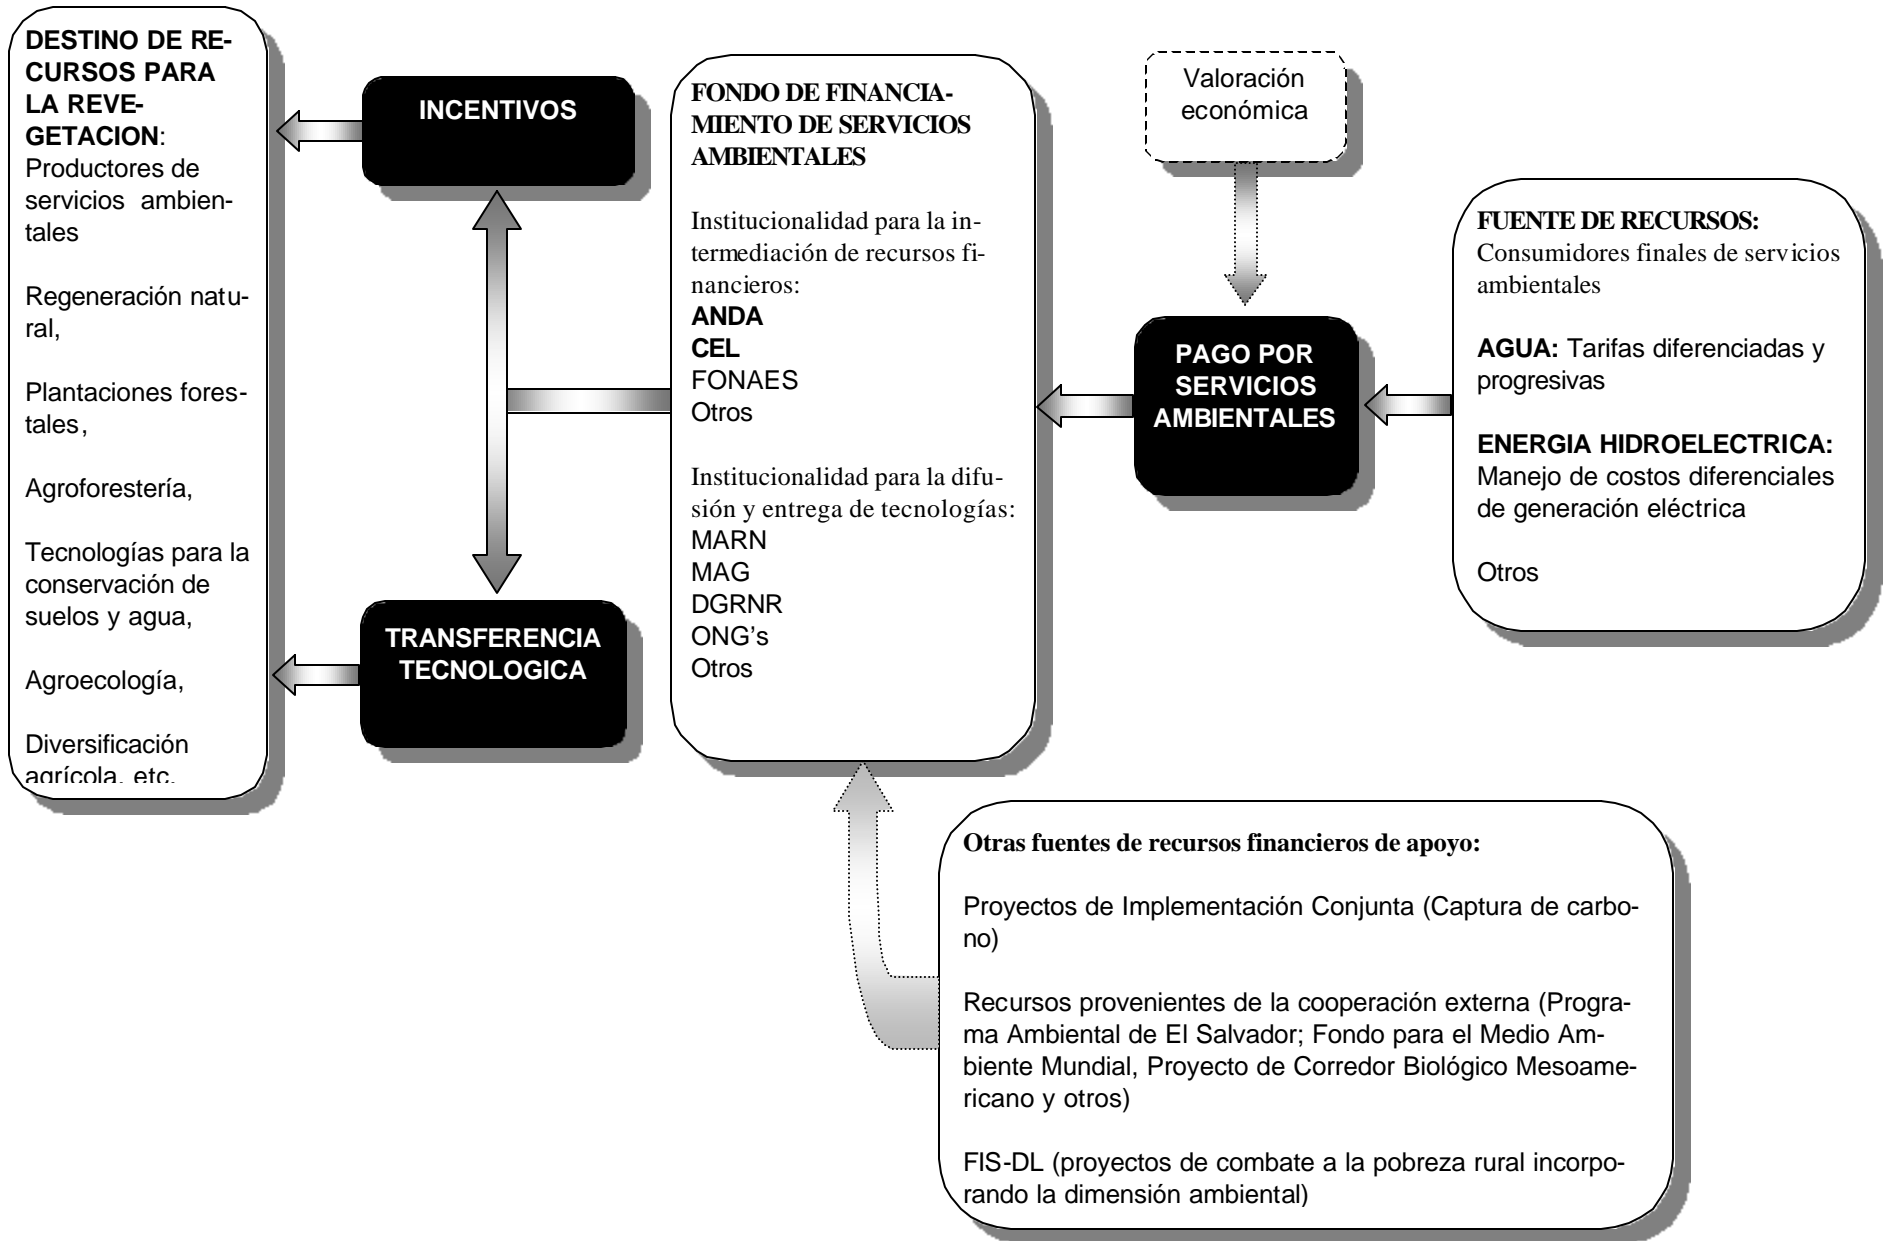 DESTINO DE RE-
CURSOS PARA
LA REVE-
GETACION:
Productores de
servicios ambien-
tales
Regeneración natu-
ral,
Plantaciones fores-
tales,
Agroforestería,
Tecnologías para la
conservación de
suelos y agua,
Agroecología,
Diversificación
agrícola, etc.
INCENTIVOS
TRANSFERENCIA
TECNOLOGICA
FONDO DE FINANCIA-
MIENTO DE SERVICIOS
AMBIENTALES
Institucionalidad para la in-
termediación de recursos fi-
nancieros:
ANDA
CEL
FONAES
Otros
Institucionalidad para la difu-
sión y entrega de tecnologías:
MARN
MAG
DGRNR
ONG's
Otros
Valoración
económica
PAGO POR
SERVICIOS
AMBIENTALES
FUENTE DE RECURSOS:
Consumidores finales de servicios
ambientales
AGUA: Tarifas diferenciadas y
progresivas
ENERGIA HIDROELECTRICA:
Manejo de costos diferenciales
de generación eléctrica
Otros
Otras fuentes de recursos financieros de apoyo:
Proyectos de Implementación Conjunta (Captura de carbo-
no)
Recursos provenientes de la cooperación externa (Progra-
ma Ambiental de El Salvador; Fondo para el Medio Am-
biente Mundial, Proyecto de Corredor Biológico Mesoame-
ricano y otros)
FIS-DL (proyectos de combate a la pobreza rural incorpo-
rando la dimensión ambiental)